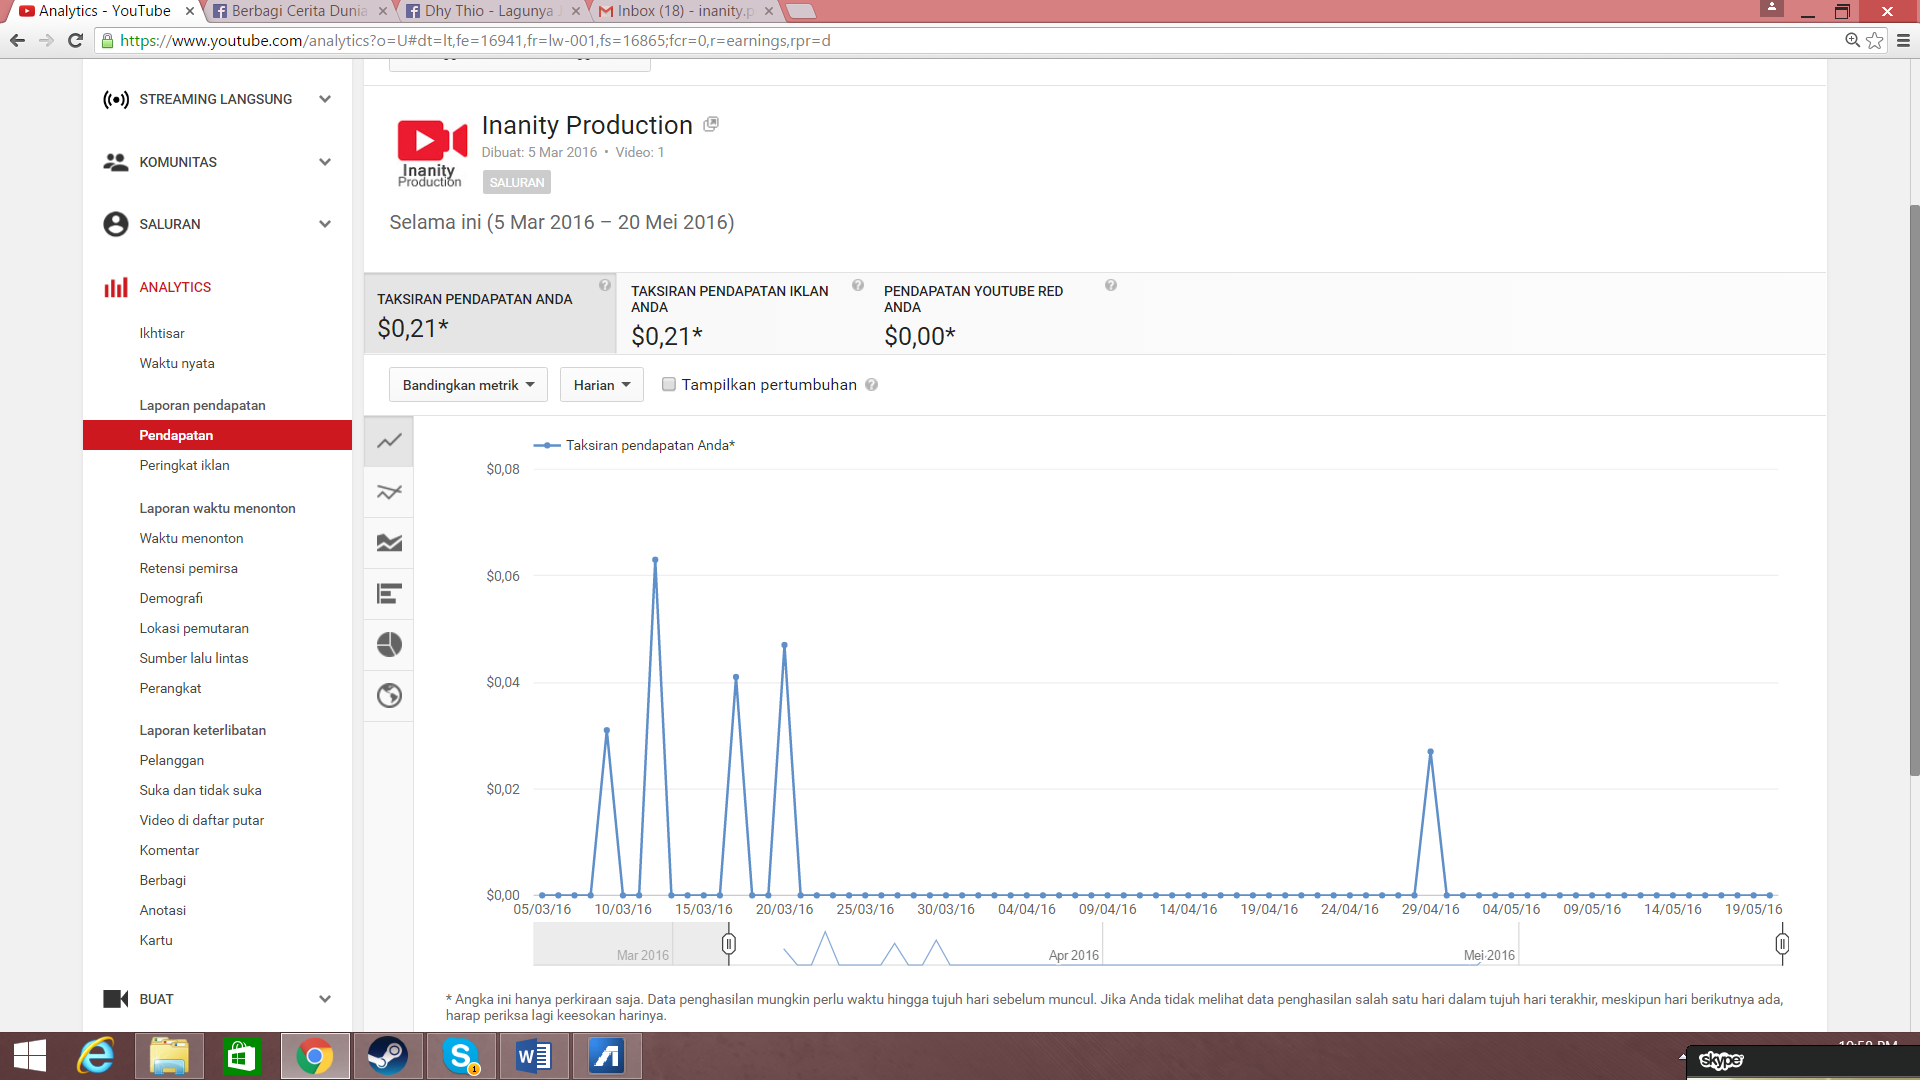 Analytics - YouTube
Berbagi Cerita Dunia
Dhy Thio - Lagunya
Inbox (18) - inanity.p
https://www.youtube.com/analytics?o=U#dt=lt,fe=16941,fr=lw-001,fs=16865;fcr=0,r=earnings,rpr=d
STREAMING LANGSUNG
KOMUNITAS
SALURAN
ANALYTICS
Ikhtisar
Waktu nyata
Laporan pendapatan
Pendapatan
Peringkat iklan
Laporan waktu menonton
Waktu menonton
Retensi pemirsa
Demografi
Lokasi pemutaran
Sumber lalu lintas
Perangkat
Laporan keterlibatan
Pelanggan
Suka dan tidak suka
Video di daftar putar
Komentar
Berbagi
Anotasi
Kartu
BUAT
Inanity
Production
Inanity Production
Dibuat: 5 Mar 2016 • Video: 1
SALURAN
Selama ini (5 Mar 2016 – 20 Mei 2016)
TAKSIRAN PENDAPATAN ANDA
$0,21*
TAKSIRAN PENDAPATAN IKLAN
ANDA
$0,21*
PENDAPATAN YOUTUBE RED
ANDA
$0,00*
Bandingkan metrik
Harian
Tampilkan pertumbuhan
Taksiran pendapatan Anda*
$0,08
$0,06
$0,04
$0,02
$0,00
05/03/16 10/03/16 15/03/16 20/03/16 25/03/16 30/03/16 04/04/16 09/04/16 14/04/16 19/04/16 24/04/16 29/04/16 04/05/16 09/05/16 14/05/16 19/05/16
Mar 2016 Apr 2016 Mei 2016
* Angka ini hanya perkiraan saja. Data penghasilan mungkin perlu waktu hingga tujuh hari sebelum muncul. Jika Anda tidak melihat data penghasilan salah satu hari dalam tujuh hari terakhir, meskipun hari berikutnya ada,
harap periksa lagi keesokan harinya.
skype